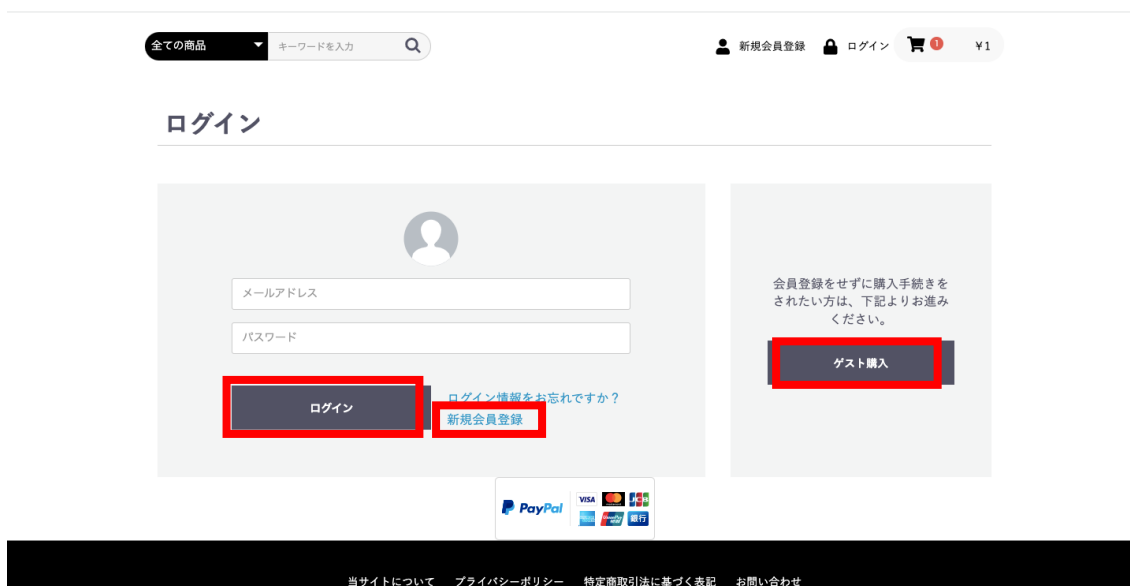 全ての商品
キーワードを入力
新規会員登録
ログイン
1
¥1
ログイン
メールアドレス
パスワード
ログイン
ログイン情報をお忘れですか？
新規会員登録
会員登録をせずに購入手続きを
されたい方は、下記よりお進み
ください。
ゲスト購入
PayPal
VISA
JCB
銀行
当サイトについて
プライバシーポリシー
特定商取引法に基づく表記
お問い合わせ